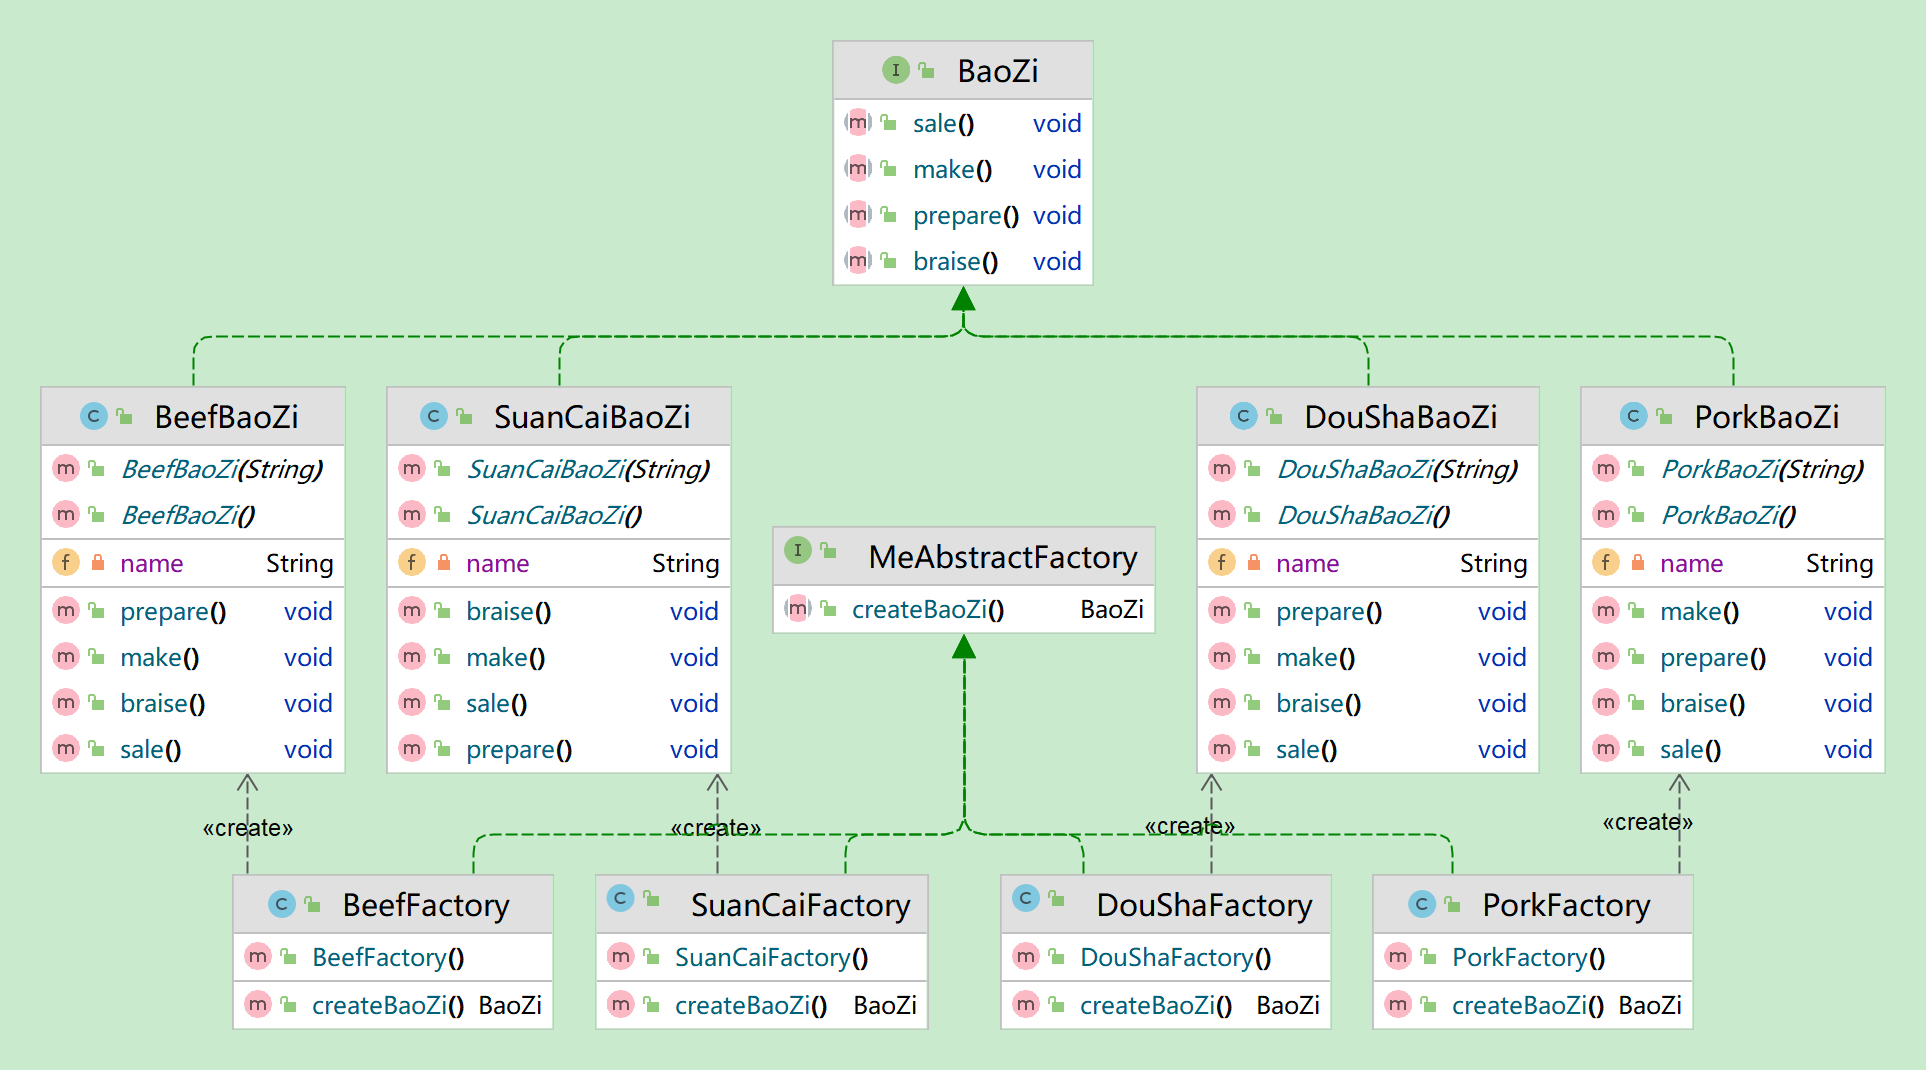 BaoZi
sale() void
make() void
prepare() void
braise() void
BeefBaoZi
BeefBaoZi(String)
BeefBaoZi()
name String
prepare() void
make() void
braise() void
sale() void
SuanCaiBaoZi
SuanCaiBaoZi(String)
SuanCaiBaoZi()
name String
braise() void
make() void
sale() void
prepare() void
MeAbstractFactory
createBaoZi() BaoZi
DouShaBaoZi
DouShaBaoZi(String)
DouShaBaoZi()
name String
prepare() void
make() void
braise() void
sale() void
PorkBaoZi
PorkBaoZi(String)
PorkBaoZi()
name String
make() void
prepare() void
braise() void
sale() void
«create»
«create»
«create»
«create»
BeefFactory
BeefFactory()
createBaoZi() BaoZi
SuanCaiFactory
SuanCaiFactory()
createBaoZi() BaoZi
DouShaFactory
DouShaFactory()
createBaoZi() BaoZi
PorkFactory
PorkFactory()
createBaoZi() BaoZi